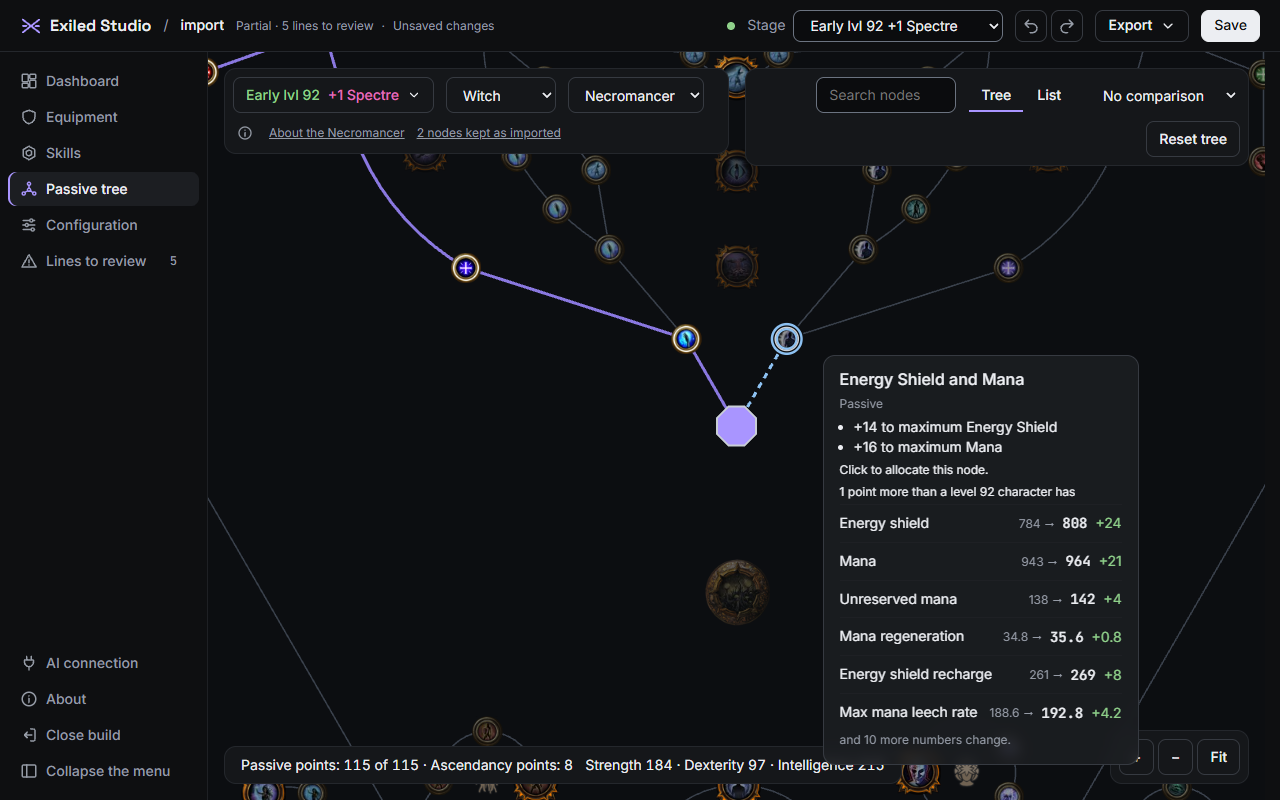 Exiled Studio / import Partial · 5 lines to review · Unsaved changes
Stage Early lvl 92 +1 Spectre Export Save
Dashboard
Equipment
Skills
Passive tree
Configuration
Lines to review 5
AI connection
About
Close build
Collapse the menu
Early lvl 92 +1 Spectre Witch Necromancer
About the Necromancer 2 nodes kept as imported
Search nodes Tree List No comparison
Reset tree
Energy Shield and Mana
Passive
• +14 to maximum Energy Shield
• +16 to maximum Mana
Click to allocate this node.
1 point more than a level 92 character has
Energy shield 784 → 808 +24
Mana 943 → 964 +21
Unreserved mana 138 → 142 +4
Mana regeneration 34.8 → 35.6 +0.8
Energy shield recharge 261 → 269 +8
Max mana leech rate 188.6 → 192.8 +4.2
and 10 more numbers change.
Passive points: 115 of 115 · Ascendancy points: 8 Strength 184 · Dexterity 97 · Intelligence
− Fit